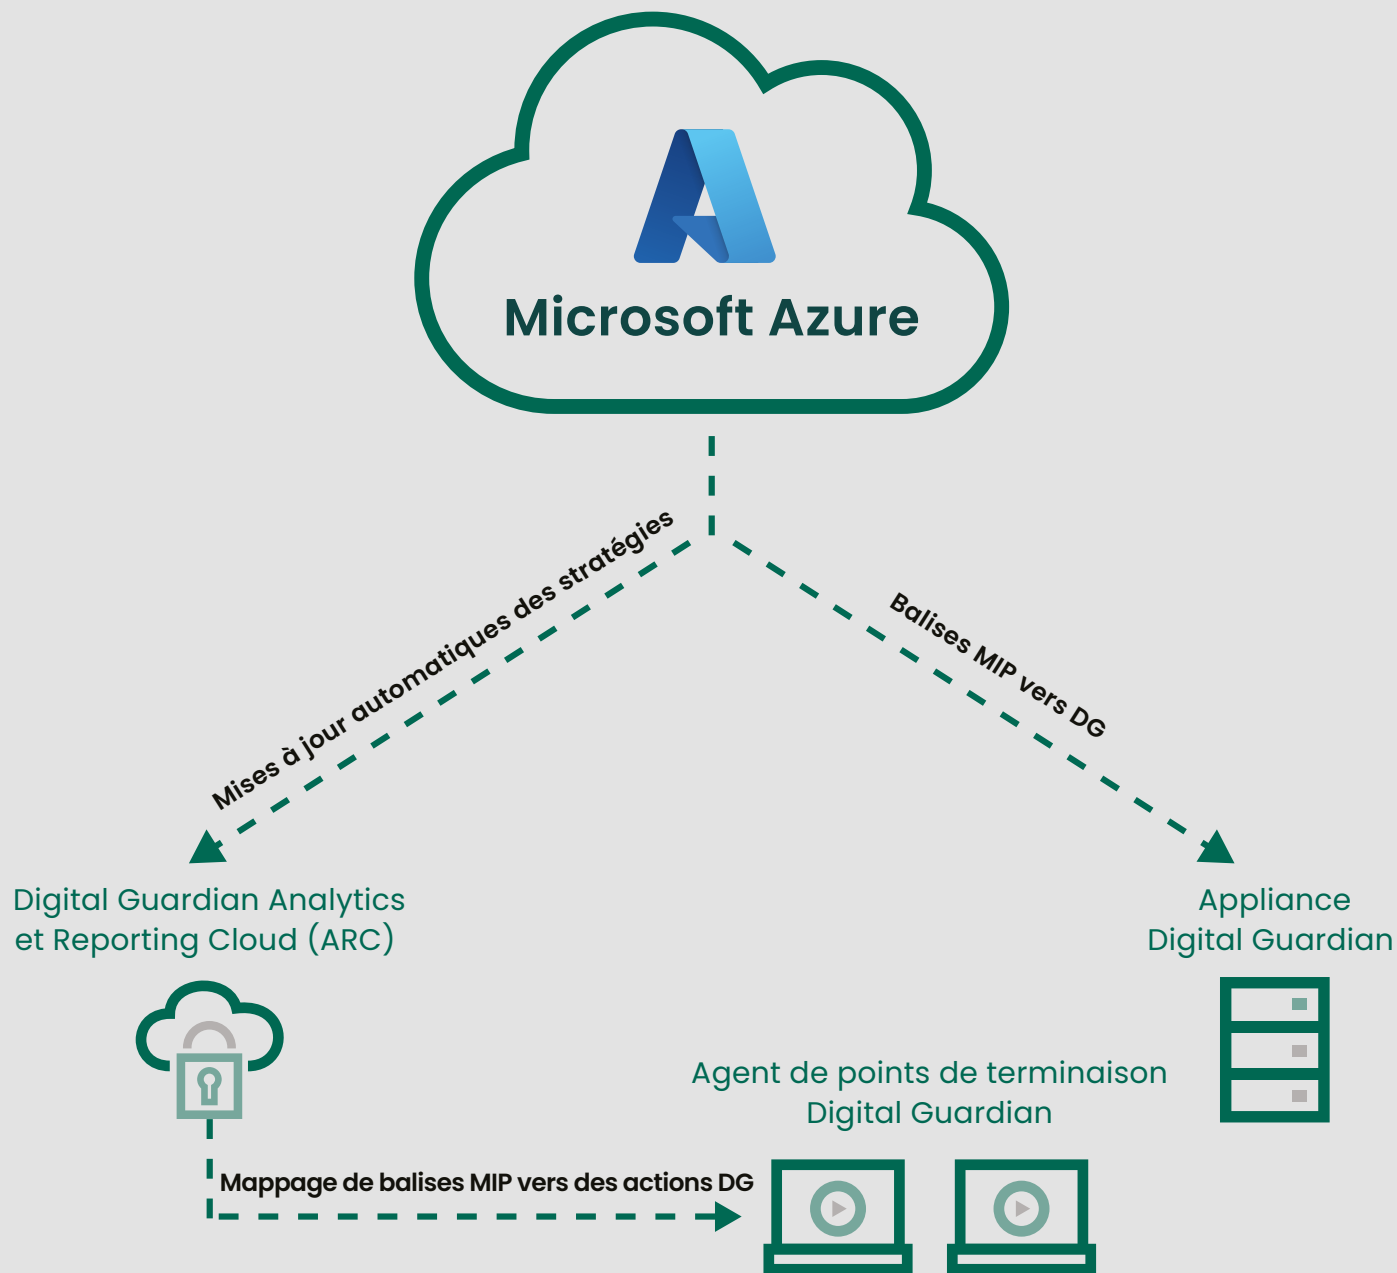 Microsoft Azure
Mises à jour automatiques des stratégies
Balises MIP vers DG
Digital Guardian Analytics
et Reporting Cloud (ARC)
Appliance
Digital Guardian
Agent de points de terminaison
Digital Guardian
Mappage de balises MIP vers des actions DG